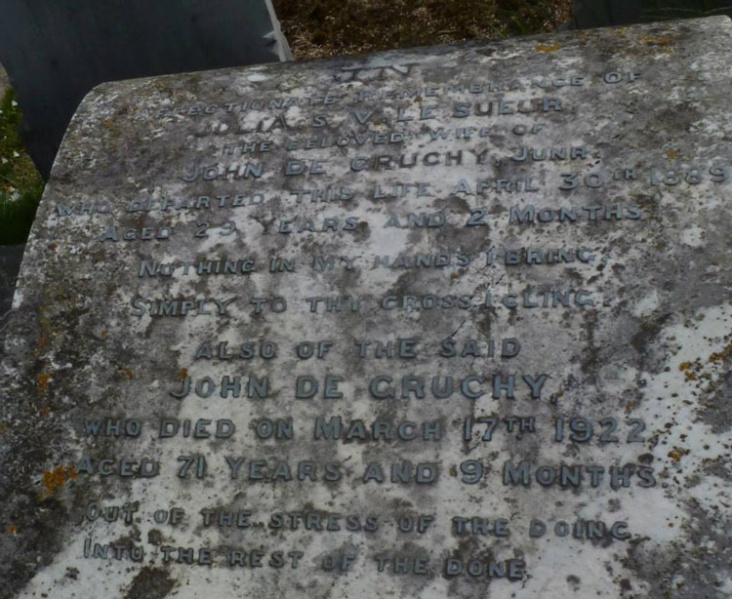 IN
AFFECTIONATE REMEMBRANCE OF
JULIA S. V. LE SUEUR,
THE BELOVED WIFE OF
JOHN DE GRUCHY, JUNR.
WHO DEPARTED THIS LIFE APRIL 30TH 1889
AGED 29 YEARS AND 2 MONTHS.
NOTHING IN MY HANDS I BRING,
SIMPLY TO THY CROSS I CLING.
ALSO OF THE SAID
JOHN DE GRUCHY,
WHO DIED ON MARCH 17TH 1922
AGED 71 YEARS AND 9 MONTHS.
OUT OF THE STRESS OF THE DOING
INTO THE REST OF THE DONE